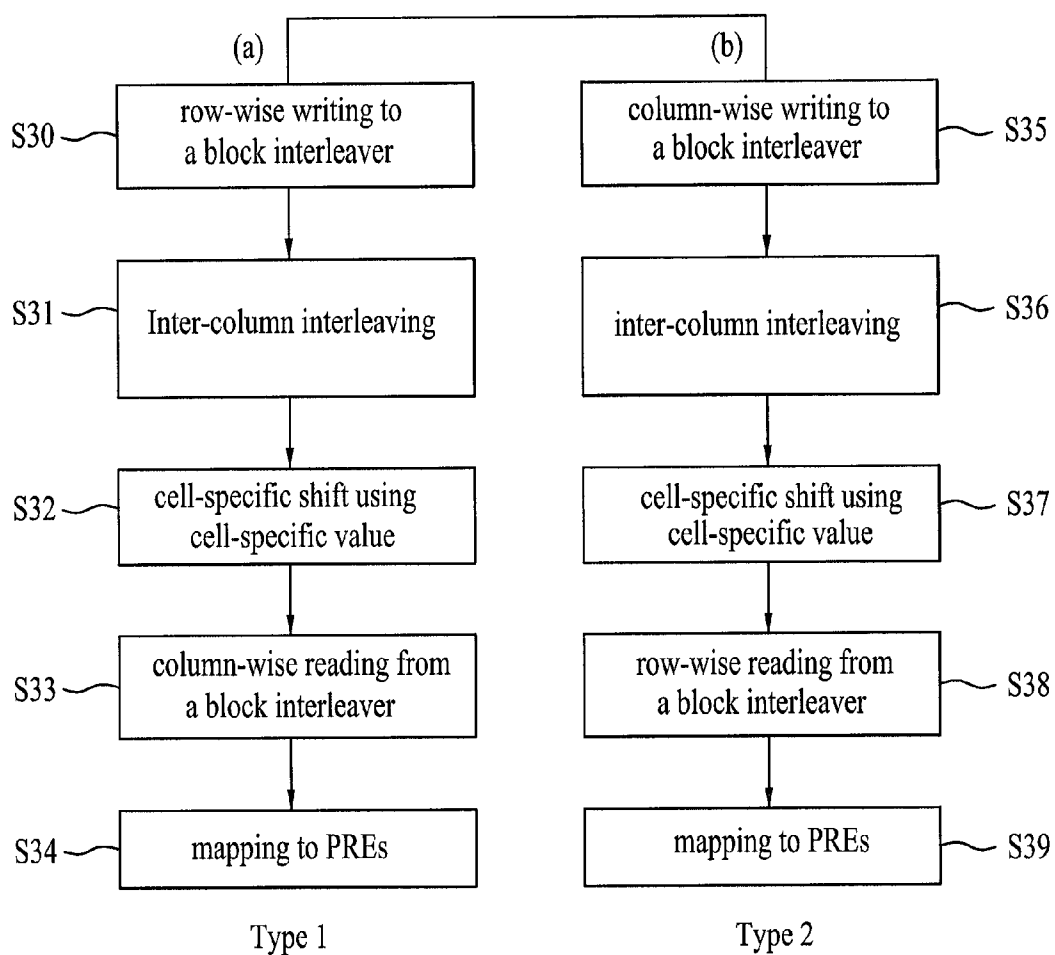 (a)
row-wise writing to
a block interleaver
S30
Inter-column interleaving
S31
cell-specific shift using
cell-specific value
S32
column-wise reading from
a block interleaver
S33
mapping to PREs
S34
Type 1
(b)
column-wise writing to
a block interleaver
S35
inter-column interleaving
S36
cell-specific shift using
cell-specific value
S37
row-wise reading from
a block interleaver
S38
mapping to PREs
S39
Type 2